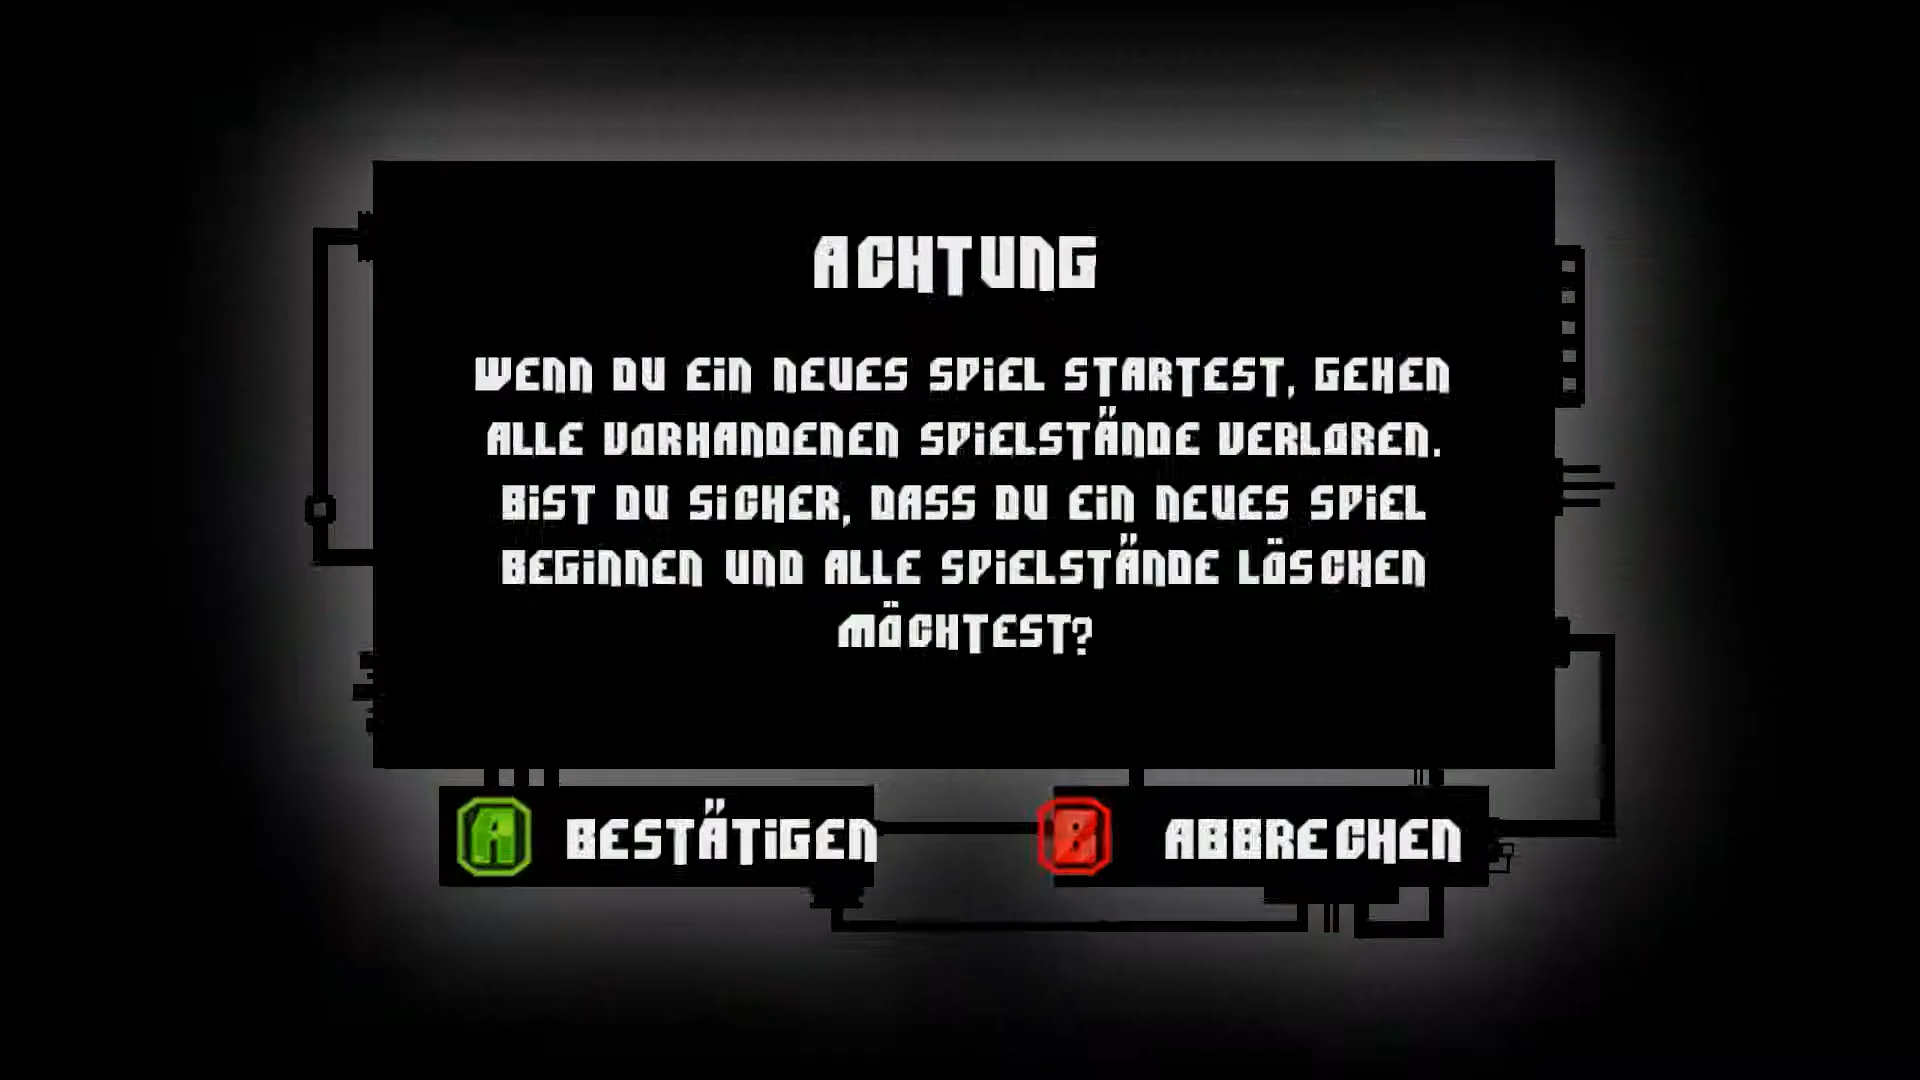 ACHTUNG
WENN DU EIN NEUES SPIEL STARTEST, GEHEN
ALLE VORHANDENEN SPIELSTÄNDE VERLOREN.
BIST DU SICHER, DASS DU EIN NEUES SPIEL
BEGINNEN UND ALLE SPIELSTÄNDE LÖSCHEN
MÖCHTEST?
A BESTÄTIGEN B ABBRECHEN